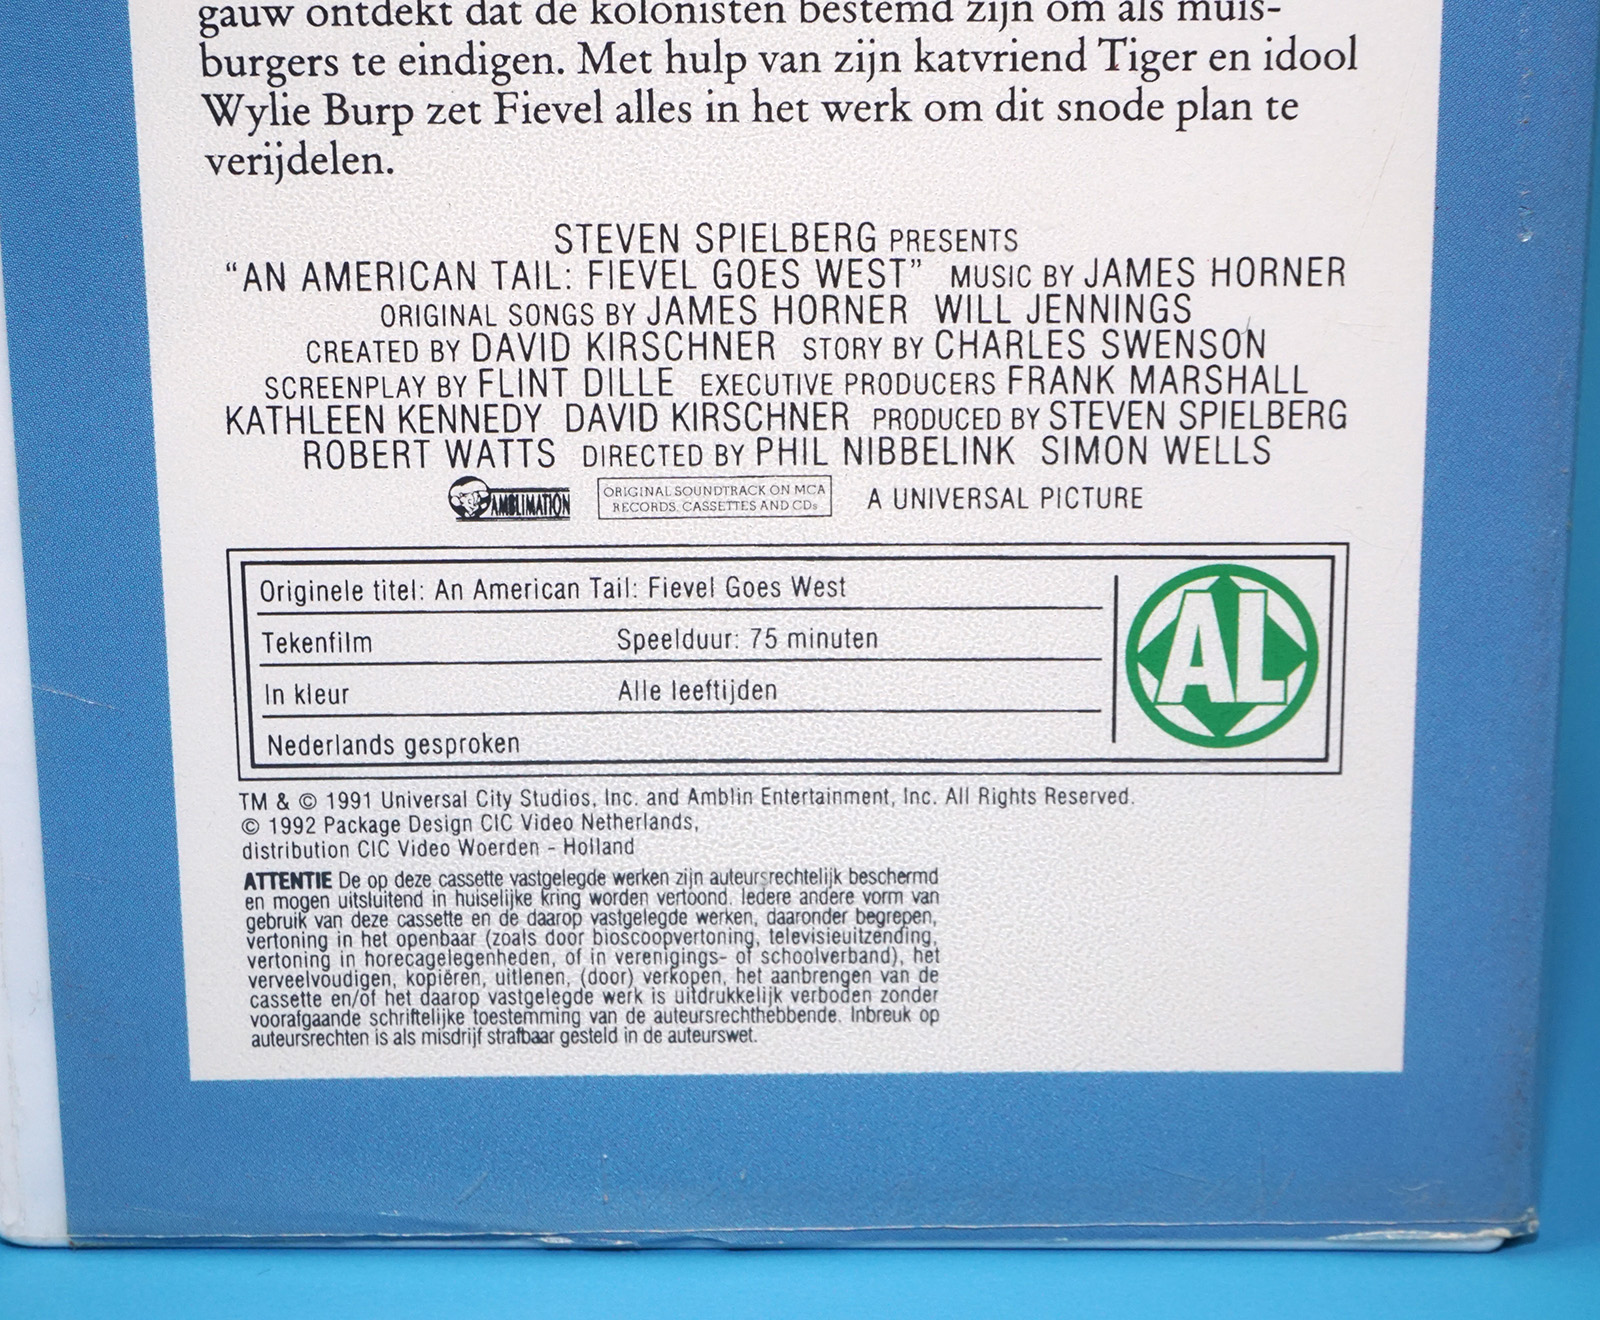 gauw ontdekt dat de kolonisten bestemd zijn om als muis-
burgers te eindigen. Met hulp van zijn katvriend Tiger en idool
Wylie Burp zet Fievel alles in het werk om dit snode plan te
verijdelen.
STEVEN SPIELBERG PRESENTS
“AN AMERICAN TAIL: FIEVEL GOES WEST” MUSIC BY JAMES HORNER
ORIGINAL SONGS BY JAMES HORNER WILL JENNINGS
CREATED BY DAVID KIRSCHNER STORY BY CHARLES SWENSON
SCREENPLAY BY FLINT DILLE EXECUTIVE PRODUCERS FRANK MARSHALL
KATHLEEN KENNEDY DAVID KIRSCHNER PRODUCED BY STEVEN SPIELBERG
ROBERT WATTS DIRECTED BY PHIL NIBBELINK SIMON WELLS
AMBLIMATION
ORIGINAL SOUNDTRACK ON MCA
RECORDS, CASSETTES AND CDs
A UNIVERSAL PICTURE
Originele titel: An American Tail: Fievel Goes West
Tekenfilm Speelduur: 75 minuten
In kleur Alle leeftijden
Nederlands gesproken
AL
TM & © 1991 Universal City Studios, Inc. and Amblin Entertainment, Inc. All Rights Reserved.
© 1992 Package Design CIC Video Netherlands,
distribution CIC Video Woerden - Holland
ATTENTIE De op deze cassette vastgelegde werken zijn auteursrechtelijk beschermd
en mogen uitsluitend in huiselijke kring worden vertoond. Iedere andere vorm van
gebruik van deze cassette en de daarop vastgelegde werken, daaronder begrepen,
vertoning in het openbaar (zoals door bioscoopvertoning, televisieuitzending,
vertoning in horecagelegenheden, of in verenigings- of schoolverband), het
verveelvoudigen, kopiëren, uitlenen, (door) verkopen, het aanbrengen van de
cassette en/of het daarop vastgelegde werk is uitdrukkelijk verboden zonder
voorafgaande schriftelijke toestemming van de auteursrechthebbende. Inbreuk op
auteursrechten is als misdrijf strafbaar gesteld in de auteurswet.